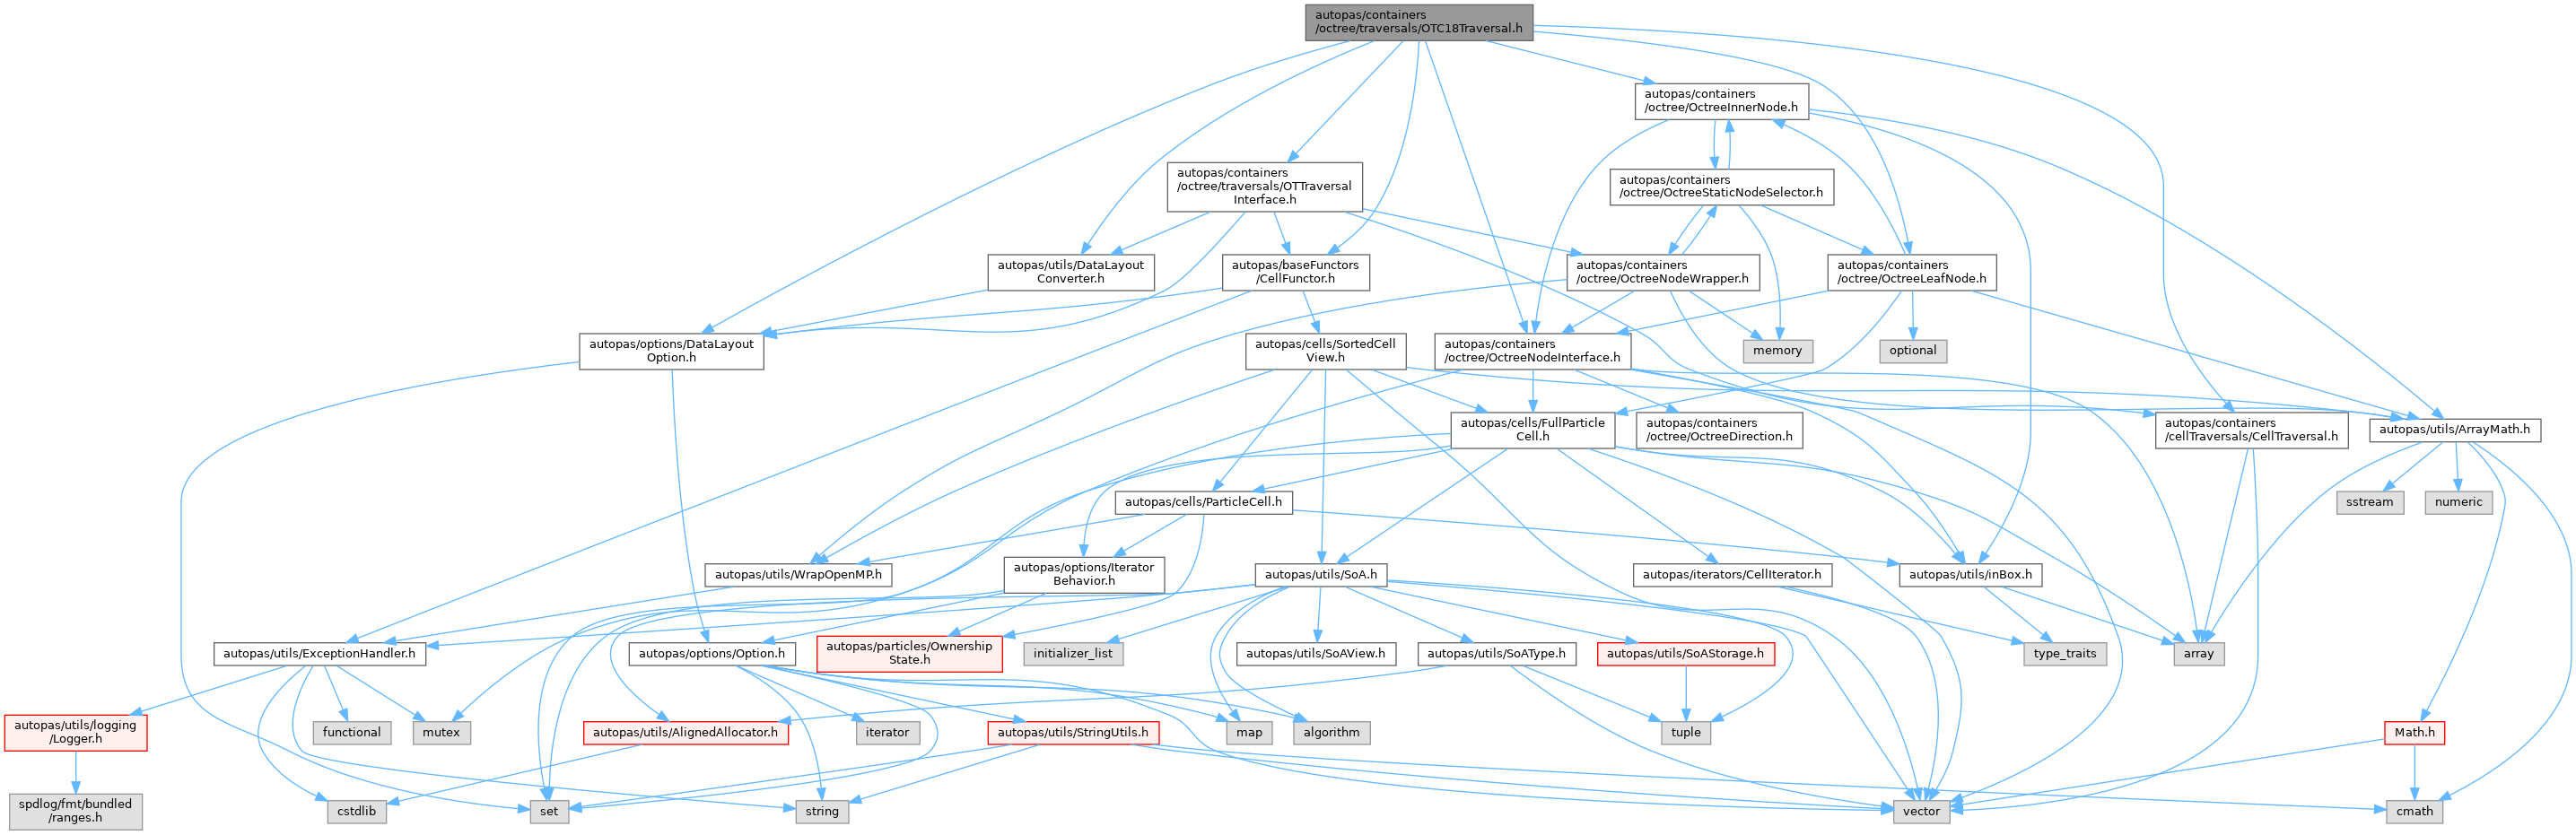 autopas/containers
/octree/traversals/OTC18Traversal.h
autopas/containers
/octree/OctreeInnerNode.h
autopas/containers
/octree/traversals/OTTraversal
Interface.h
autopas/containers
/octree/OctreeStaticNodeSelector.h
autopas/utils/DataLayout
Converter.h
autopas/baseFunctors
/CellFunctor.h
autopas/containers
/octree/OctreeNodeWrapper.h
autopas/containers
/octree/OctreeLeafNode.h
autopas/options/DataLayout
Option.h
autopas/cells/SortedCell
View.h
autopas/containers
/octree/OctreeNodeInterface.h
memory
optional
autopas/cells/FullParticle
Cell.h
autopas/containers
/octree/OctreeDirection.h
autopas/containers
/cellTraversals/CellTraversal.h
autopas/utils/ArrayMath.h
autopas/cells/ParticleCell.h
sstream
numeric
autopas/utils/WrapOpenMP.h
autopas/options/Iterator
Behavior.h
autopas/utils/SoA.h
autopas/iterators/CellIterator.h
autopas/utils/inBox.h
autopas/utils/ExceptionHandler.h
autopas/options/Option.h
autopas/particles/Ownership
State.h
initializer_list
autopas/utils/SoAView.h
autopas/utils/SoAType.h
autopas/utils/SoAStorage.h
type_traits
array
autopas/utils/logging
/Logger.h
functional
mutex
autopas/utils/AlignedAllocator.h
iterator
autopas/utils/StringUtils.h
map
algorithm
tuple
Math.h
spdlog/fmt/bundled
/ranges.h
cstdlib
set
string
vector
cmath